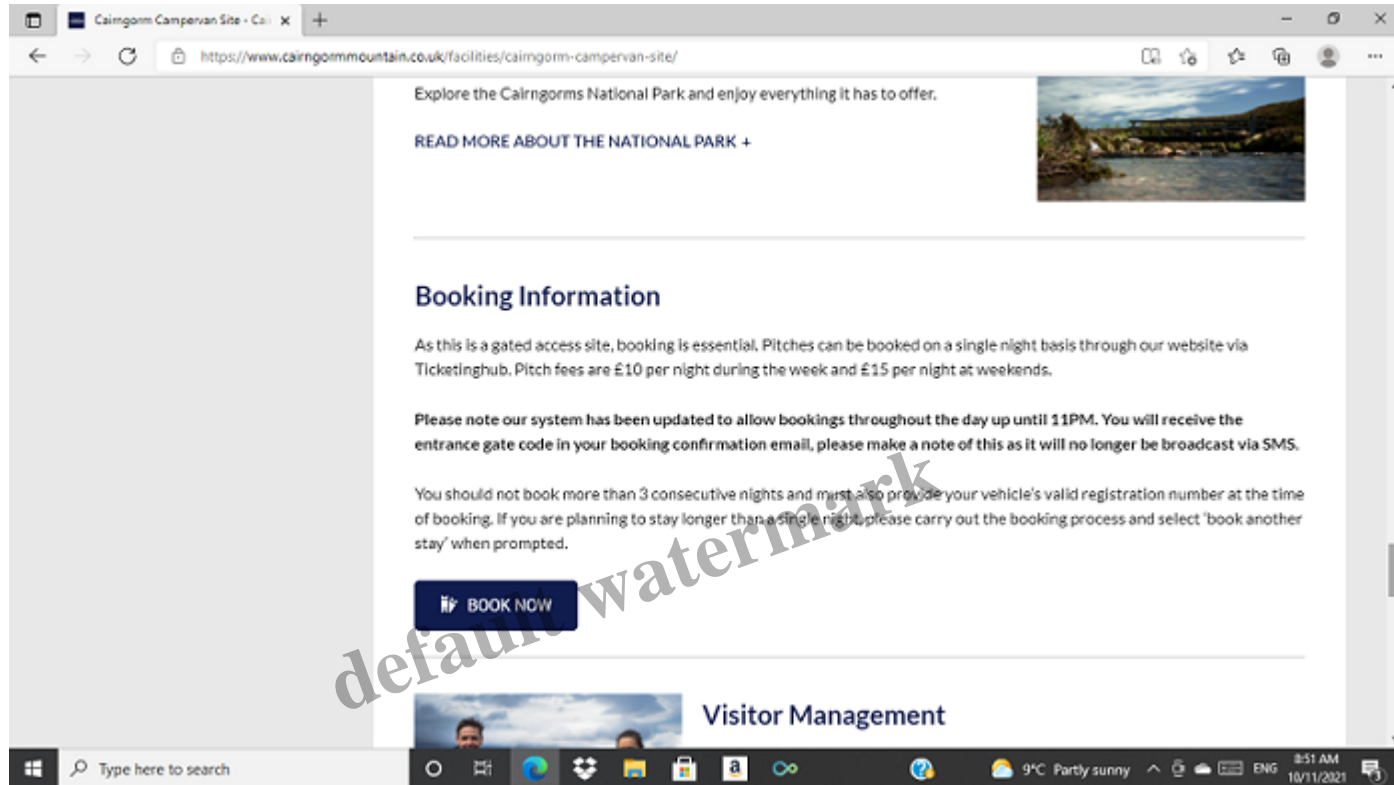 Cairngorm Campervan Site - Cai
https://www.cairngormmountain.co.uk/facilities/cairngorm-campervan-site/
Explore the Cairngorms National Park and enjoy everything it has to offer.
READ MORE ABOUT THE NATIONAL PARK +
Booking Information
As this is a gated access site, booking is essential. Pitches can be booked on a single night basis through our website via
Ticketinghub. Pitch fees are £10 per night during the week and £15 per night at weekends.
Please note our system has been updated to allow bookings throughout the day up until 11PM. You will receive the
entrance gate code in your booking confirmation email, please make a note of this as it will no longer be broadcast via SMS.
You should not book more than 3 consecutive nights and must also provide your vehicle's valid registration number at the time
of booking. If you are planning to stay longer than a single night, please carry out the booking process and select 'book another
stay' when prompted.
BOOK NOW
default watermark
Visitor Management
Type here to search
a
9°C Partly sunny
ENG
8:51 AM
10/11/2021
3